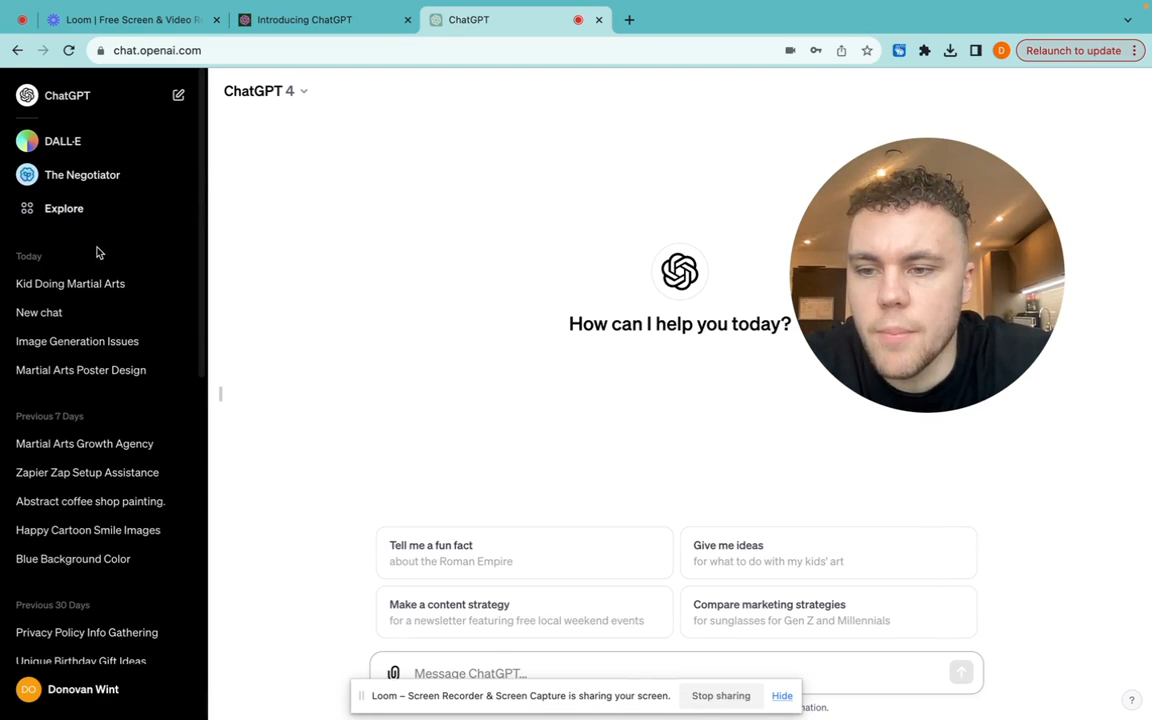 Loom | Free Screen & Video R
Introducing ChatGPT
ChatGPT
chat.openai.com
Relaunch to update
D
ChatGPT
ChatGPT 4
DALL·E
The Negotiator
Explore
Today
Kid Doing Martial Arts
New chat
Image Generation Issues
Martial Arts Poster Design
Previous 7 Days
Martial Arts Growth Agency
Zapier Zap Setup Assistance
Abstract coffee shop painting.
Happy Cartoon Smile Images
Blue Background Color
Previous 30 Days
Privacy Policy Info Gathering
Unique Birthday Gift Ideas
DO
Donovan Wint
How can I help you today?
Tell me a fun fact
about the Roman Empire
Give me ideas
for what to do with my kids' art
Make a content strategy
for a newsletter featuring free local weekend events
Compare marketing strategies
for sunglasses for Gen Z and Millennials
Message ChatGPT...
Loom – Screen Recorder & Screen Capture is sharing your screen.
Stop sharing
Hide
mation.
?